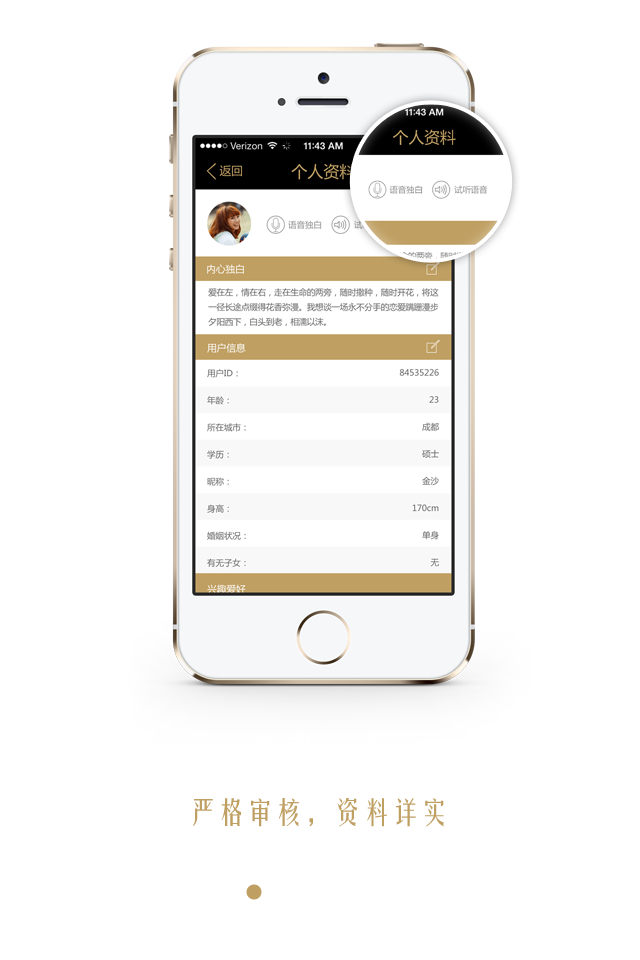 Verizon 11:43 AM
返回 个人资料
语音独白 试
11:43 AM
个人资料
语音独白 试听语音
内心独白
爱在左，情在右，走在生命的两旁，随时撒种，随时开花，将这
一径长途点缀得花香弥漫。我想谈一场永不分手的恋爱蹒跚漫步
夕阳西下，白头到老，相濡以沫。
用户信息
用户ID： 84535226
年龄： 23
所在城市： 成都
学历： 硕士
昵称： 金沙
身高： 170cm
婚姻状况： 单身
有无子女： 无
兴趣爱好
严格审核，资料详实